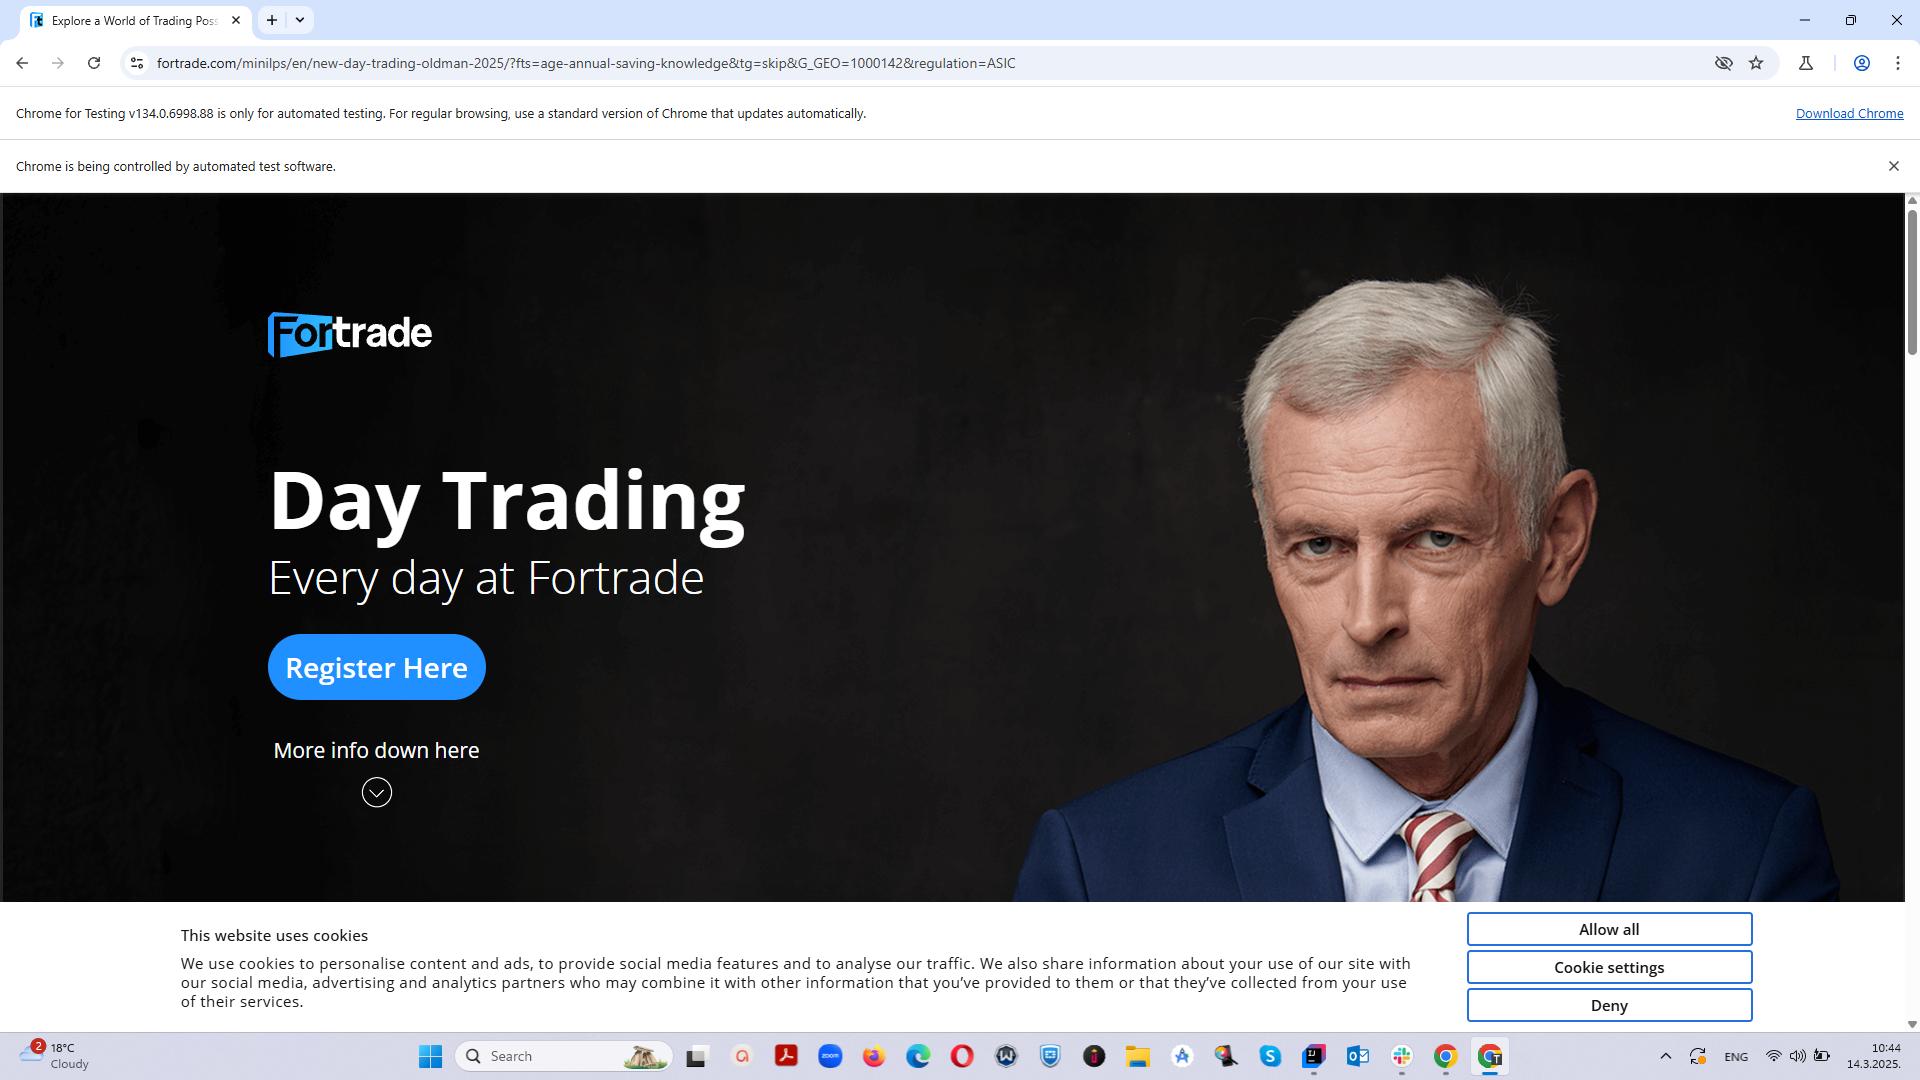 Explore a World of Trading Poss
fortrade.com/minilps/en/new-day-trading-oldman-2025/?fts=age-annual-saving-knowledge&tg=skip&G_GEO=1000142&regulation=ASIC
Chrome for Testing v134.0.6998.88 is only for automated testing. For regular browsing, use a standard version of Chrome that updates automatically.
Download Chrome
Chrome is being controlled by automated test software.
Fortrade
Day Trading
Every day at Fortrade
Register Here
More info down here
This website uses cookies
We use cookies to personalise content and ads, to provide social media features and to analyse our traffic. We also share information about your use of our site with
our social media, advertising and analytics partners who may combine it with other information that you’ve provided to them or that they’ve collected from your use
of their services.
Allow all
Cookie settings
Deny
2
18°C
Cloudy
Search
zoom
ENG
10:44
14.3.2025.